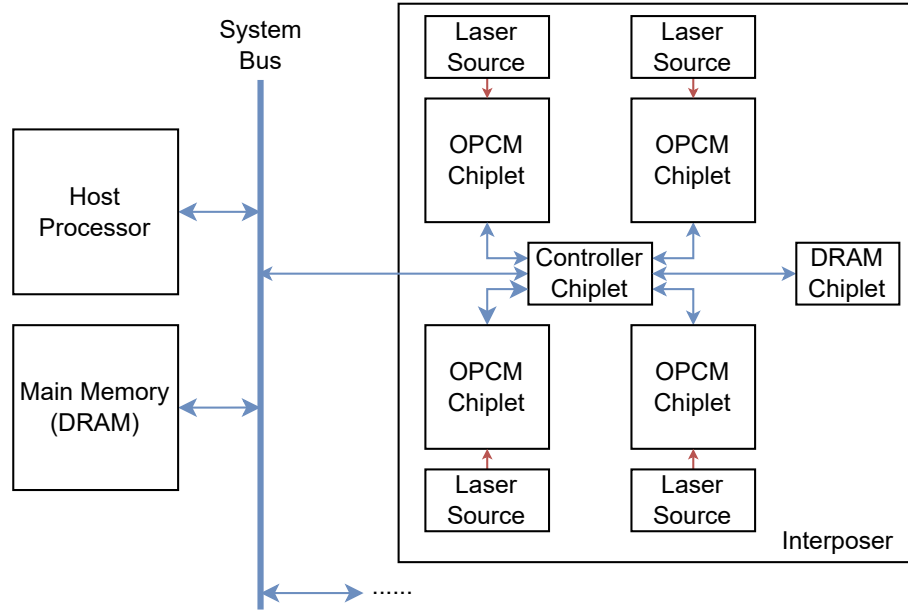 System
Bus
Host
Processor
Main Memory
(DRAM)
Laser
Source
Laser
Source
OPCM
Chiplet
OPCM
Chiplet
Controller
Chiplet
DRAM
Chiplet
OPCM
Chiplet
OPCM
Chiplet
Laser
Source
Laser
Source
Interposer
......